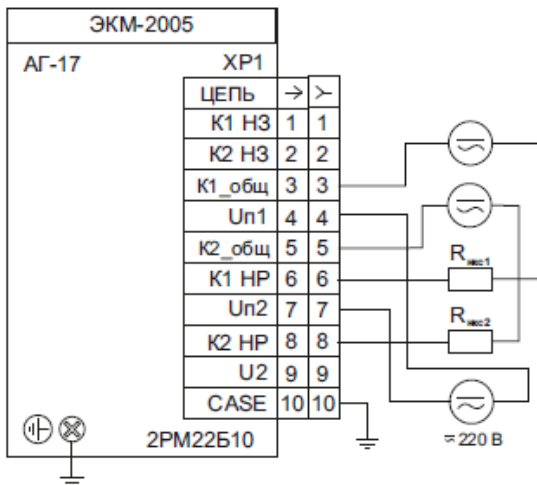 ЭКМ-2005
АГ-17 XP1
ЦЕПЬ
К1 НЗ 1 1
К2 НЗ 2 2
К1_общ 3 3
Uп1 4 4
К2_общ 5 5
К1 НР 6 6
Uп2 7 7
К2 НР 8 8
U2 9 9
CASE 10 10
2РМ22Б10
Rнкс1
Rнкс2
≂ 220 В